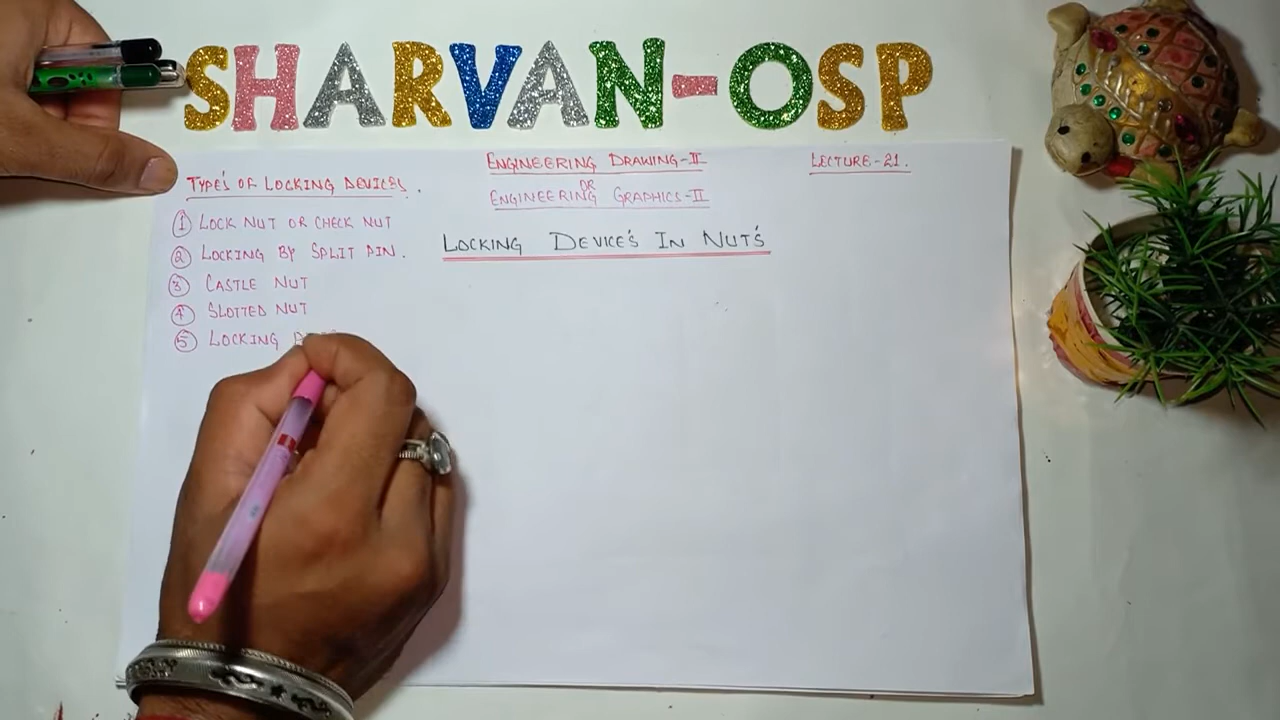 SHARVAN-OSP
ENGINEERING DRAWING-II
LECTURE-21.
OR
ENGINEERING GRAPHICS-II
LOCKING DEVICE'S IN NUT'S
TYPE'S OF LOCKING DEVICES.
① LOCK NUT OR CHECK NUT
② LOCKING BY SPLIT PIN.
③ CASTLE NUT
④ SLOTTED NUT
⑤ LOCKING